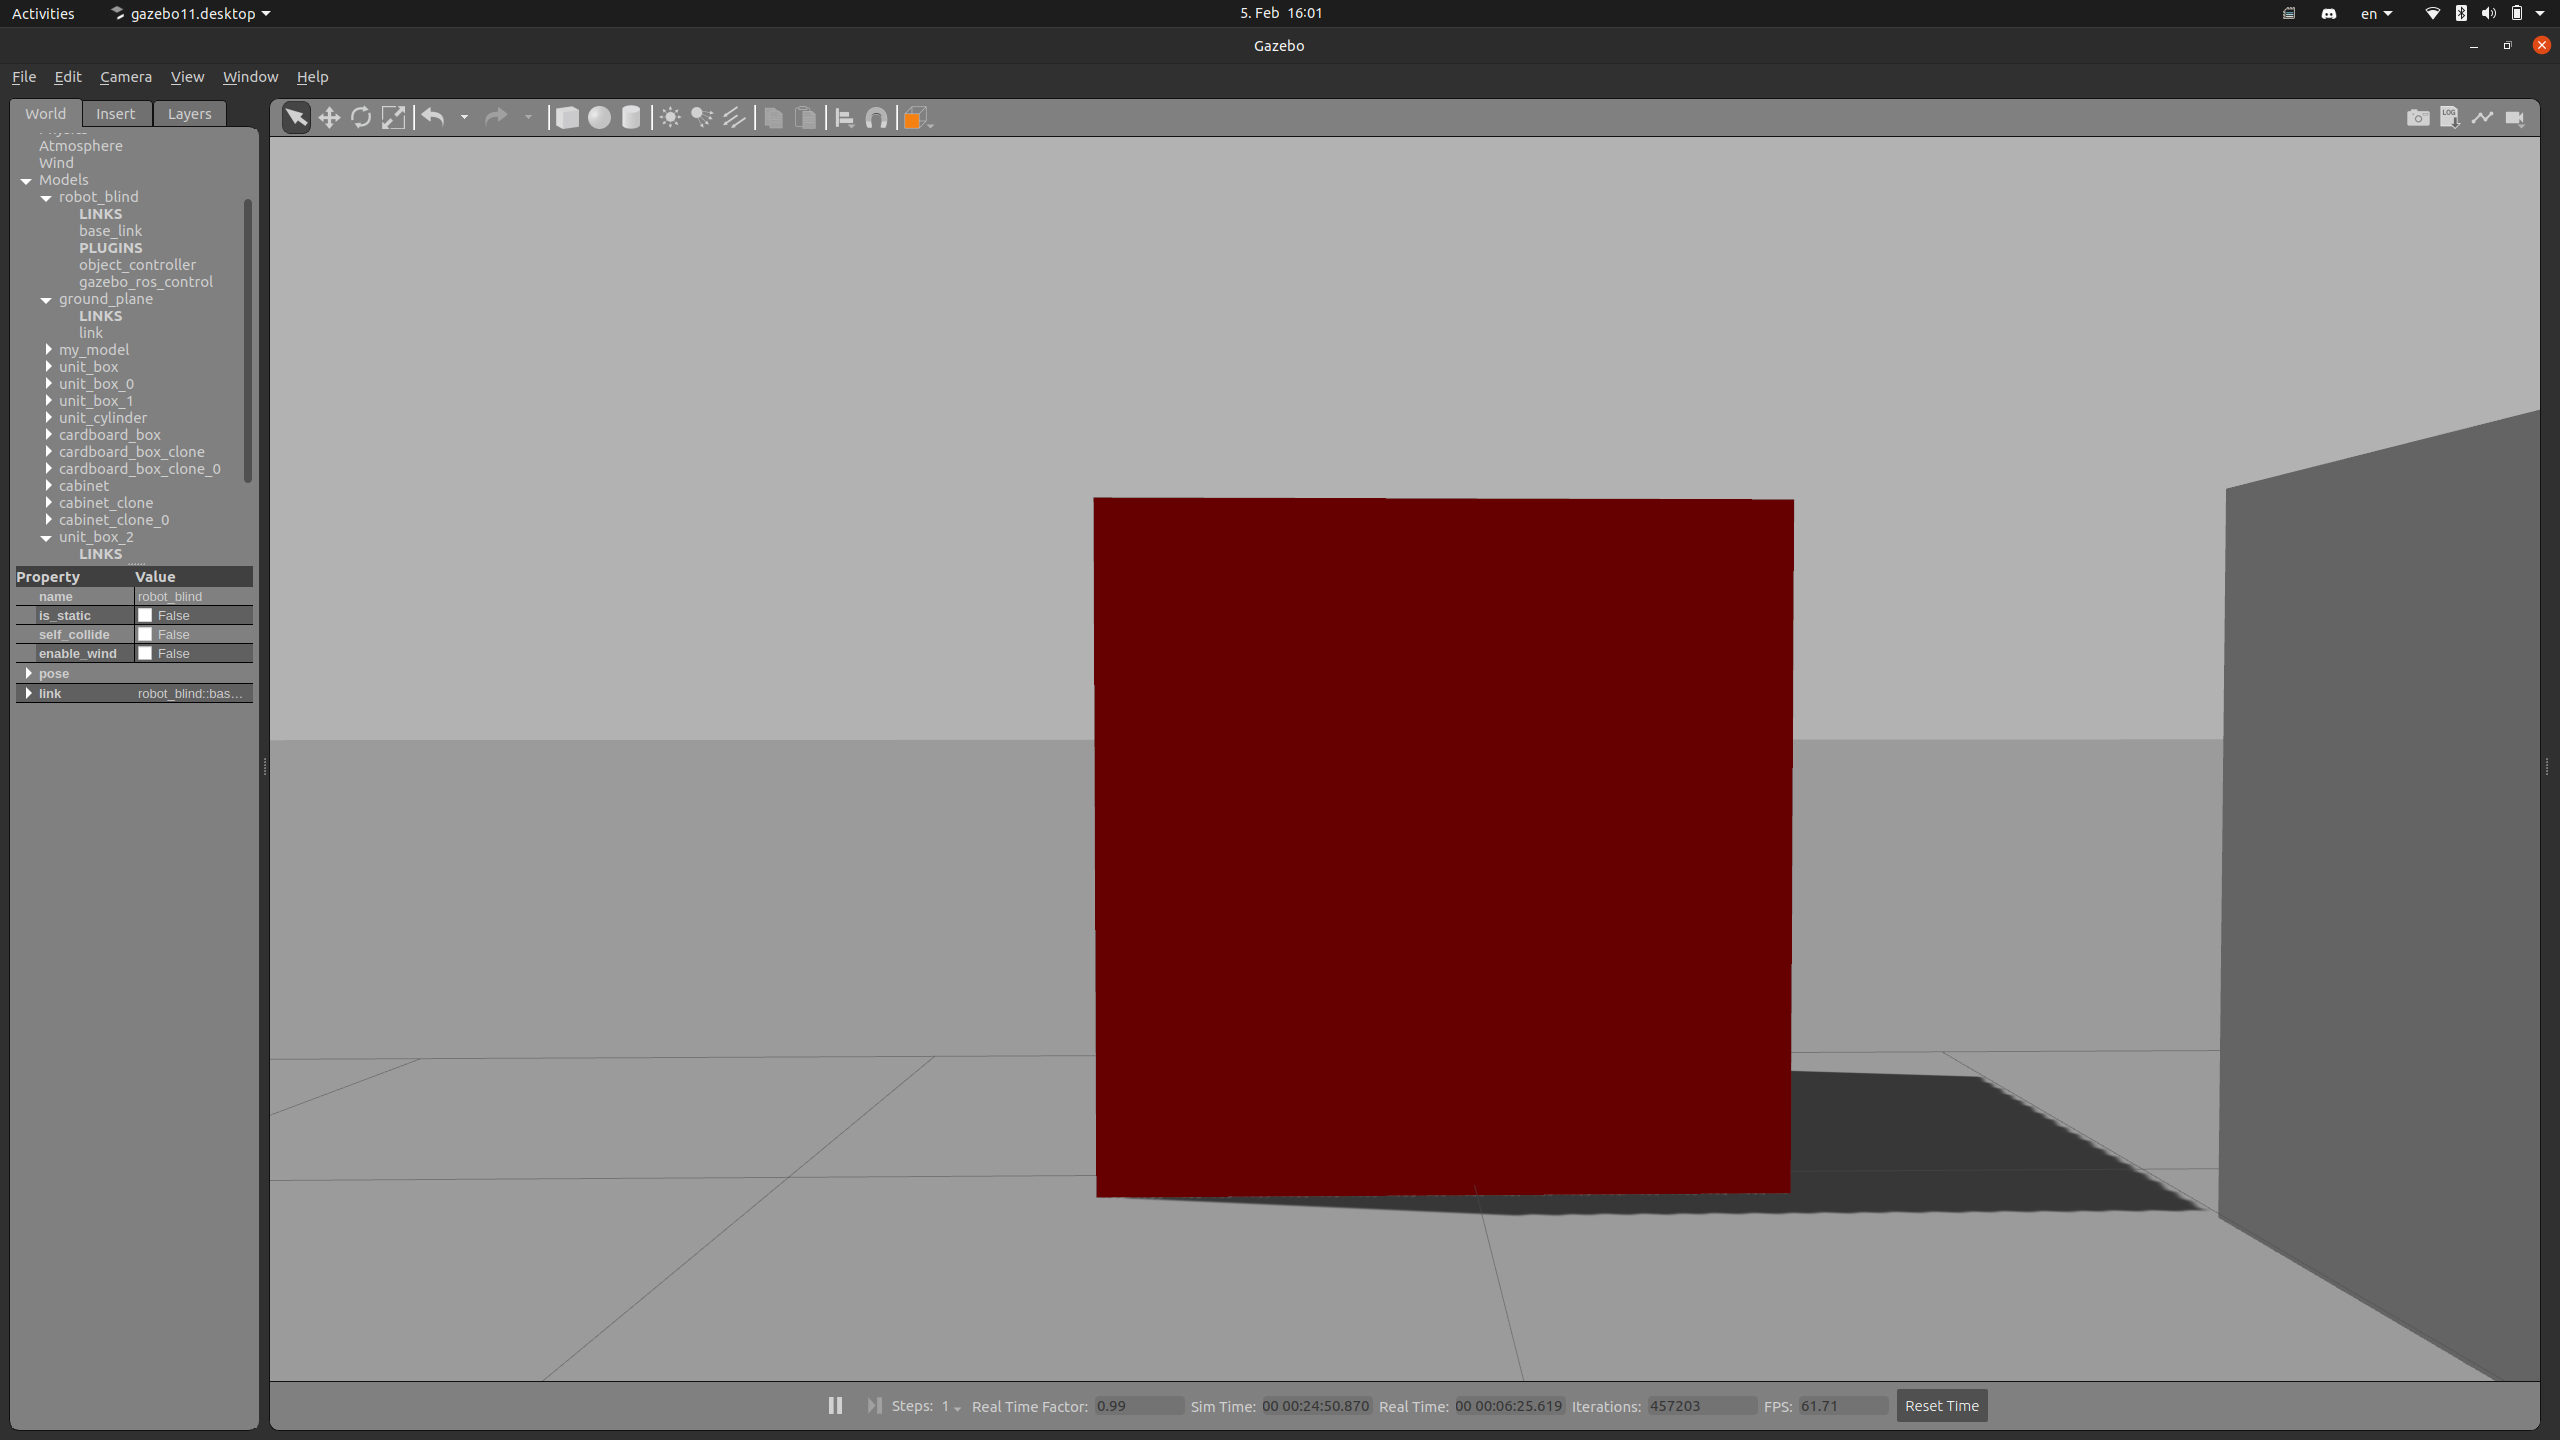 Activities gazebo11.desktop 5. Feb 16:01 en
Gazebo
File Edit Camera View Window Help
World Insert Layers
LOG
Atmosphere
Wind
Models
robot_blind
LINKS
base_link
PLUGINS
object_controller
gazebo_ros_control
ground_plane
LINKS
link
my_model
unit_box
unit_box_0
unit_box_1
unit_cylinder
cardboard_box
cardboard_box_clone
cardboard_box_clone_0
cabinet
cabinet_clone
cabinet_clone_0
unit_box_2
LINKS
Property Value
name robot_blind
is_static False
self_collide False
enable_wind False
pose
link robot_blind::bas...
Steps: 1 Real Time Factor: 0.99 Sim Time: 00 00:24:50.870 Real Time: 00 00:06:25.619 Iterations: 457203 FPS: 61.71 Reset Time